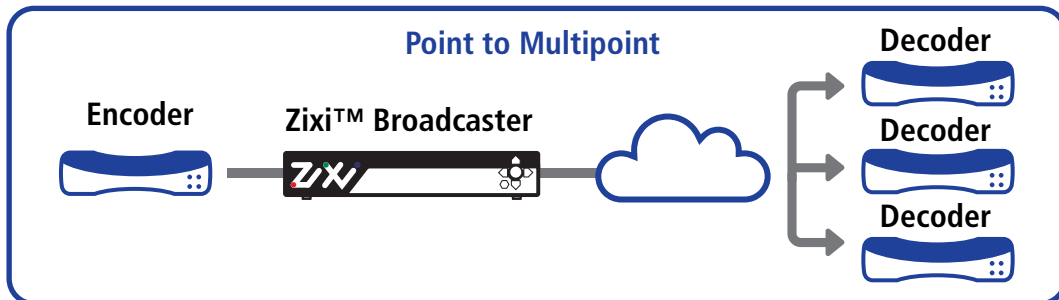 Point to Multipoint
Encoder
Zixi™ Broadcaster
ZiXi
Decoder
Decoder
Decoder